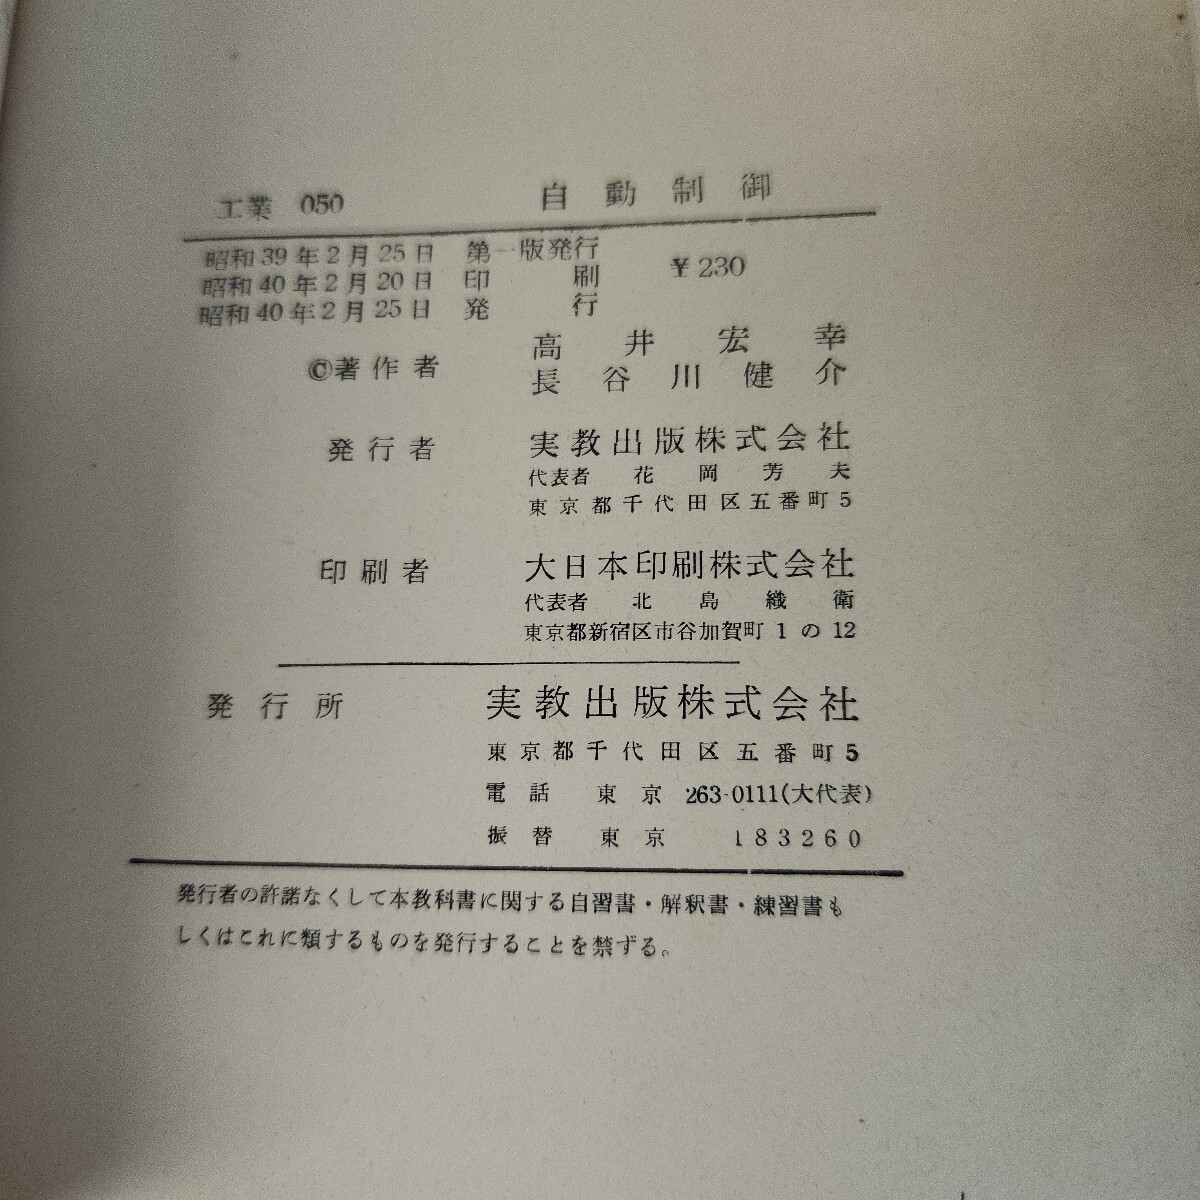 工業 050 自動制御
昭和39年2月25日 第一版発行
昭和40年2月20日 印刷 ¥230
昭和40年2月25日 発行
©著作者 高井宏幸
長谷川健介
発行者 実教出版株式会社
代表者 花岡芳夫
東京都千代田区五番町5
印刷者 大日本印刷株式会社
代表者 北島織衛
東京都新宿区市谷加賀町1の12
発行所 実教出版株式会社
東京都千代田区五番町5
電話 東京 263-0111(大代表)
振替 東京 183260
発行者の許諾なくして本教科書に関する自習書・解釈書・練習書も
しくはこれに類するものを発行することを禁ずる。